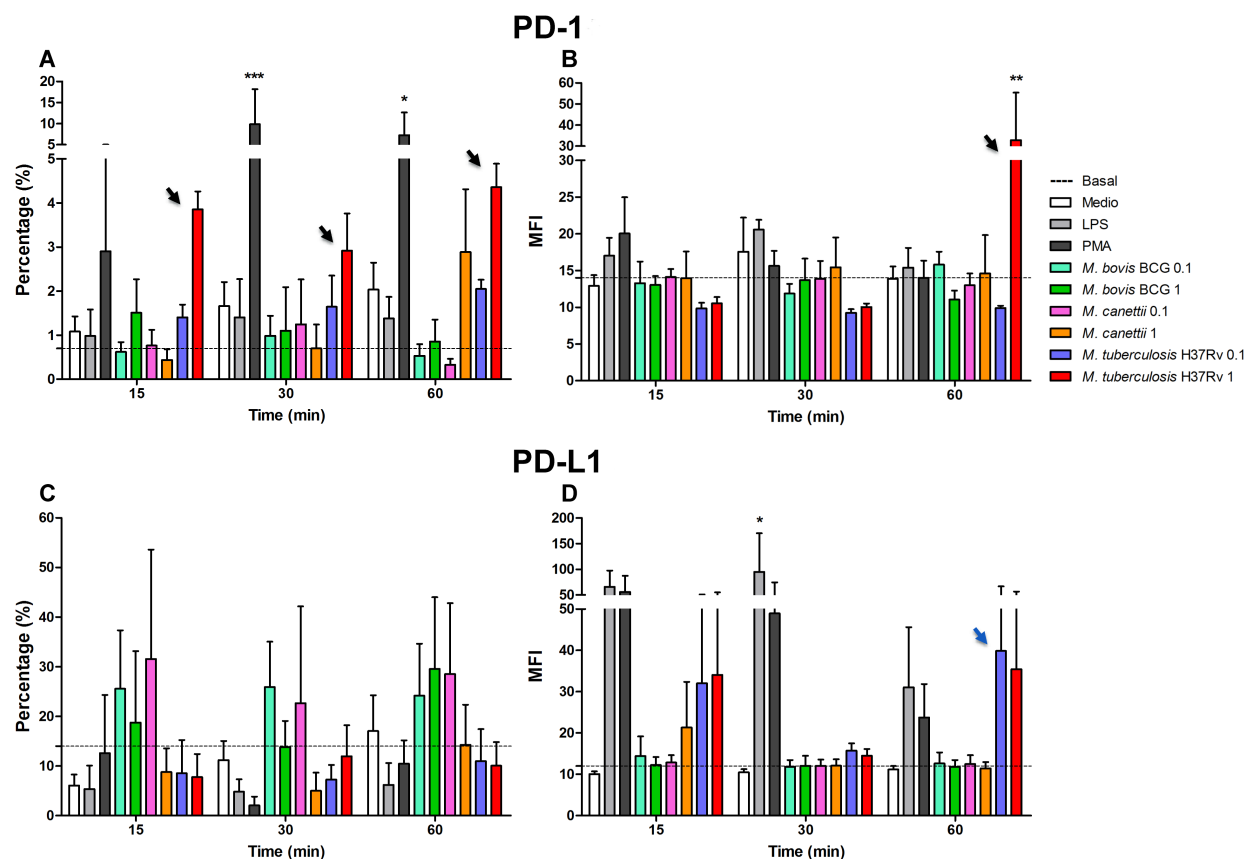 PD-1
A
Percentage (%)
20
15
10
5
5
4
3
2
1
0
***
*
15
30
60
Time (min)
B
MFI
60
50
40
30
30
25
20
15
10
5
0
**
15
30
60
Time (min)
Basal
Medio
LPS
PMA
M. bovis BCG 0.1
M. bovis BCG 1
M. canettii 0.1
M. canettii 1
M. tuberculosis H37Rv 0.1
M. tuberculosis H37Rv 1
PD-L1
C
Percentage (%)
60
50
40
30
20
10
0
15
30
60
Time (min)
D
MFI
200
150
100
50
50
40
30
20
10
0
*
15
30
60
Time (min)